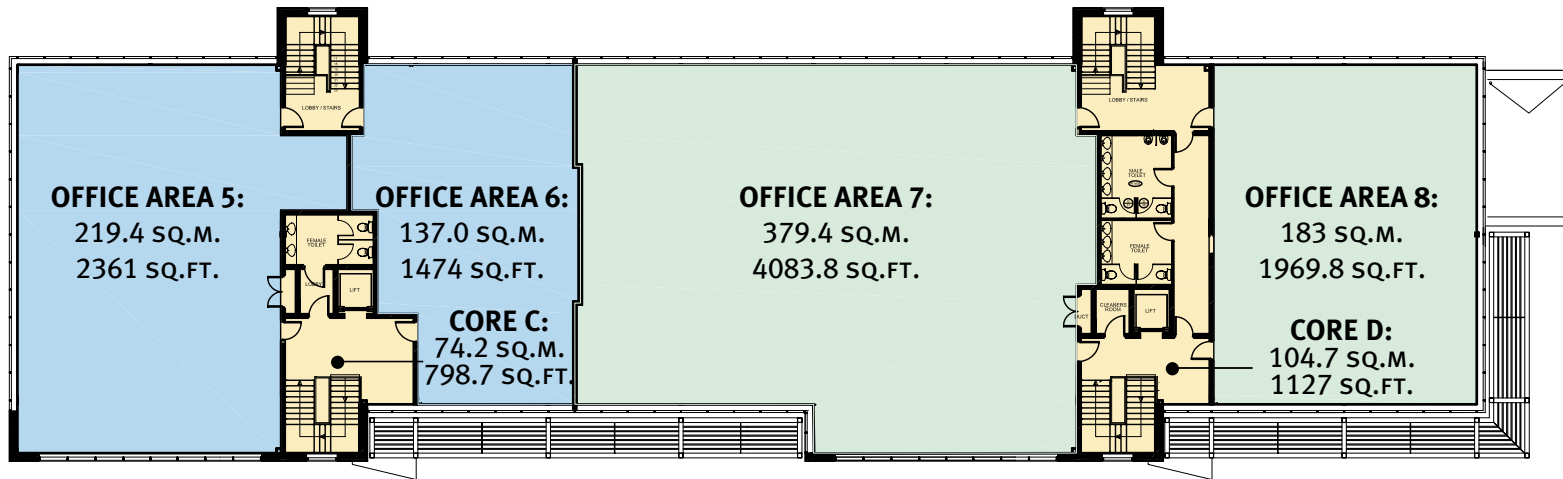 LOBBY / STAIRS
LOBBY / STAIRS
OFFICE AREA 5:
219.4 SQ.M.
2361 SQ.FT.
OFFICE AREA 6:
137.0 SQ.M.
1474 SQ.FT.
OFFICE AREA 7:
379.4 SQ.M.
4083.8 SQ.FT.
MALE
TOILET
OFFICE AREA 8:
183 SQ.M.
1969.8 SQ.FT.
FEMALE
TOILET
FEMALE
TOILET
LOBBY
LIFT
CORE C:
74.2 SQ.M.
798.7 SQ.FT.
DUCT
CLEANERS
ROOM
LIFT
CORE D:
104.7 SQ.M.
1127 SQ.FT.